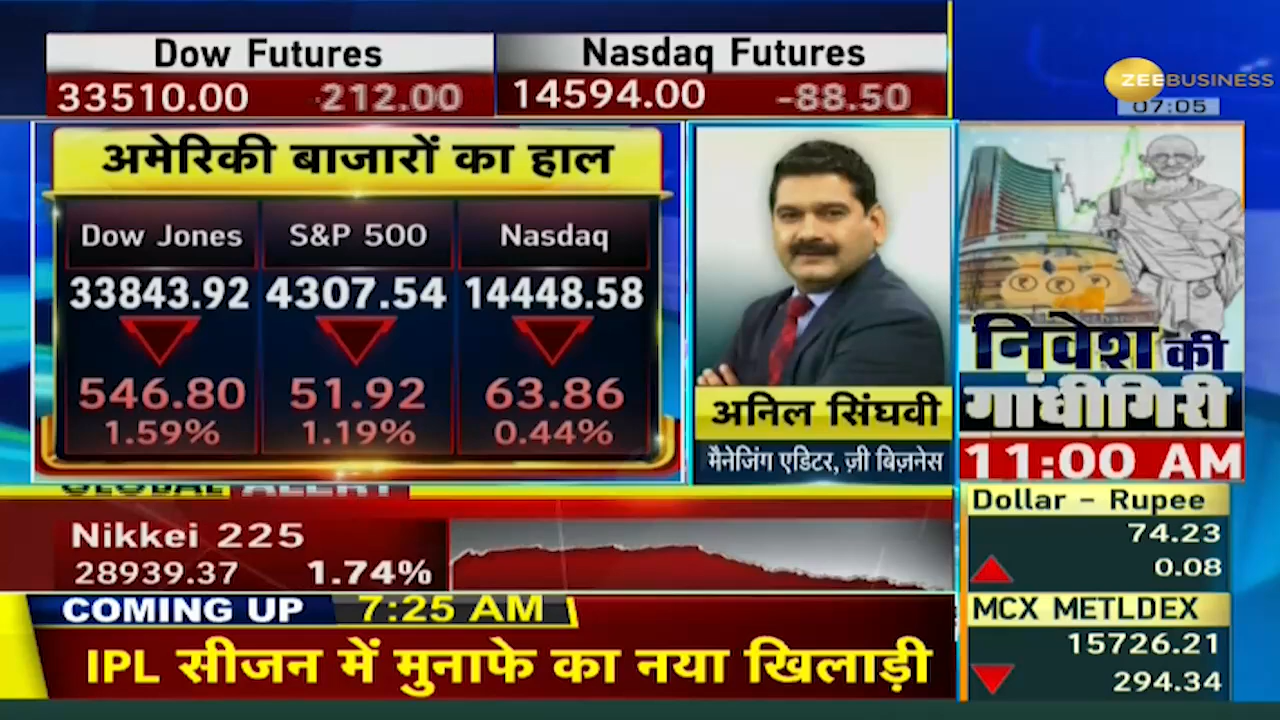 Dow Futures
33510.00 -212.00
Nasdaq Futures
14594.00 -88.50
ZEEBUSINESS
07:05
अमेरिकी बाजारों का हाल
Dow Jones
33843.92
546.80
1.59%
S&P 500
4307.54
51.92
1.19%
Nasdaq
14448.58
63.86
0.44%
अनिल सिंघवी
मैनेजिंग एडिटर, ज़ी बिज़नेस
निवेश की
गांधीगिरी
11:00 AM
GLOBAL ALERT
Nikkei 225
28939.37 1.74%
Dollar - Rupee
74.23
0.08
MCX METLDEX
15726.21
294.34
COMING UP 7:25 AM
IPL सीजन में मुनाफे का नया खिलाड़ी